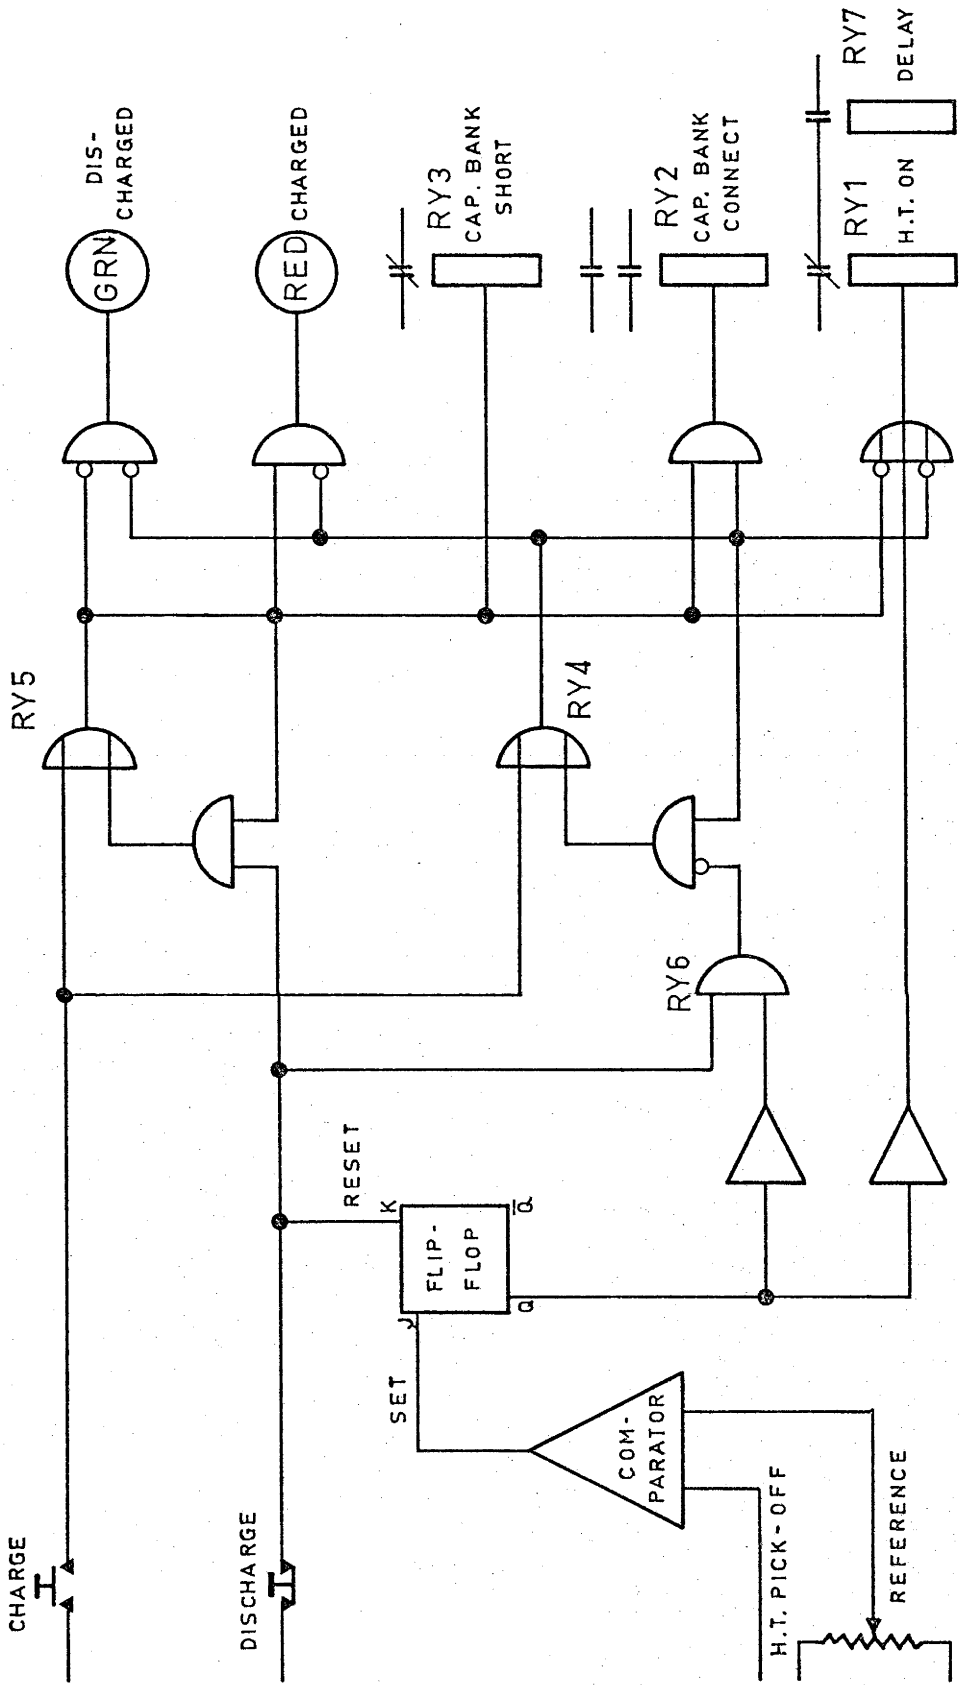 CHARGE
DISCHARGE
H.T. PICK-OFF
REFERENCE
COM-
PARATOR
SET
RESET
J
K
FLIP-
FLOP
Q
Q̅
RY5
RY4
RY6
GRN
DIS-
CHARGED
RED
CHARGED
RY3
CAP. BANK
SHORT
RY2
CAP. BANK
CONNECT
RY1
H.T. ON
RY7
DELAY